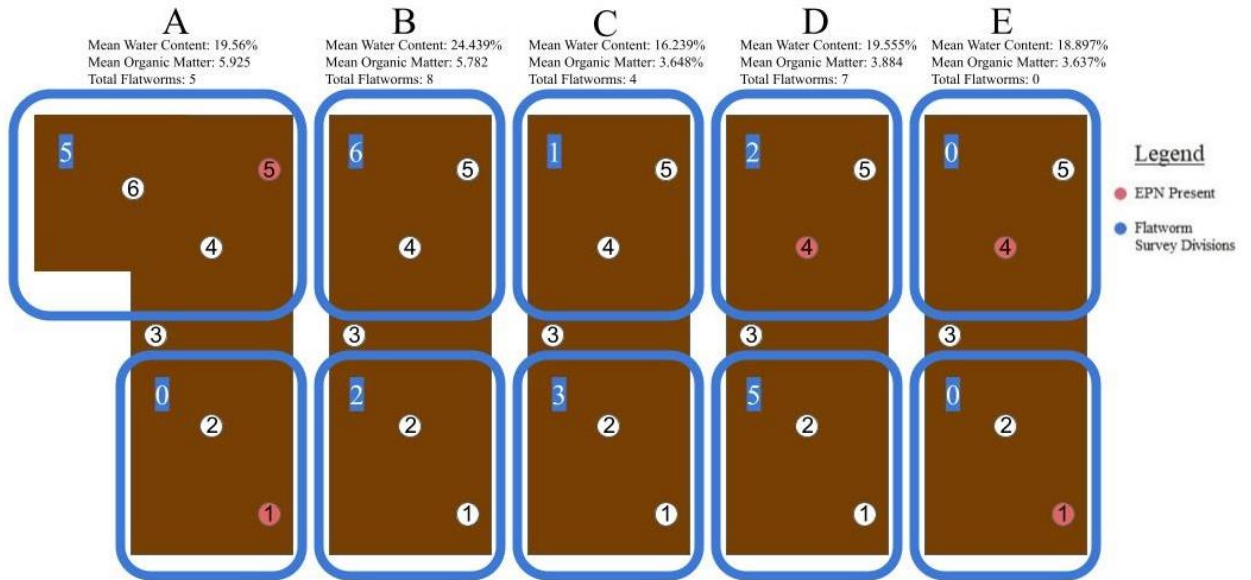 A
Mean Water Content: 19.56%
Mean Organic Matter: 5.925
Total Flatworms: 5
B
Mean Water Content: 24.439%
Mean Organic Matter: 5.782
Total Flatworms: 8
C
Mean Water Content: 16.239%
Mean Organic Matter: 3.648%
Total Flatworms: 4
D
Mean Water Content: 19.555%
Mean Organic Matter: 3.884
Total Flatworms: 7
E
Mean Water Content: 18.897%
Mean Organic Matter: 3.637%
Total Flatworms: 0
5
5
6
4
3
0
2
1
6
5
4
3
2
2
1
1
5
4
3
3
2
1
2
5
4
3
5
2
1
0
5
4
3
0
2
1
Legend
EPN Present
Flatworm
Survey Divisions